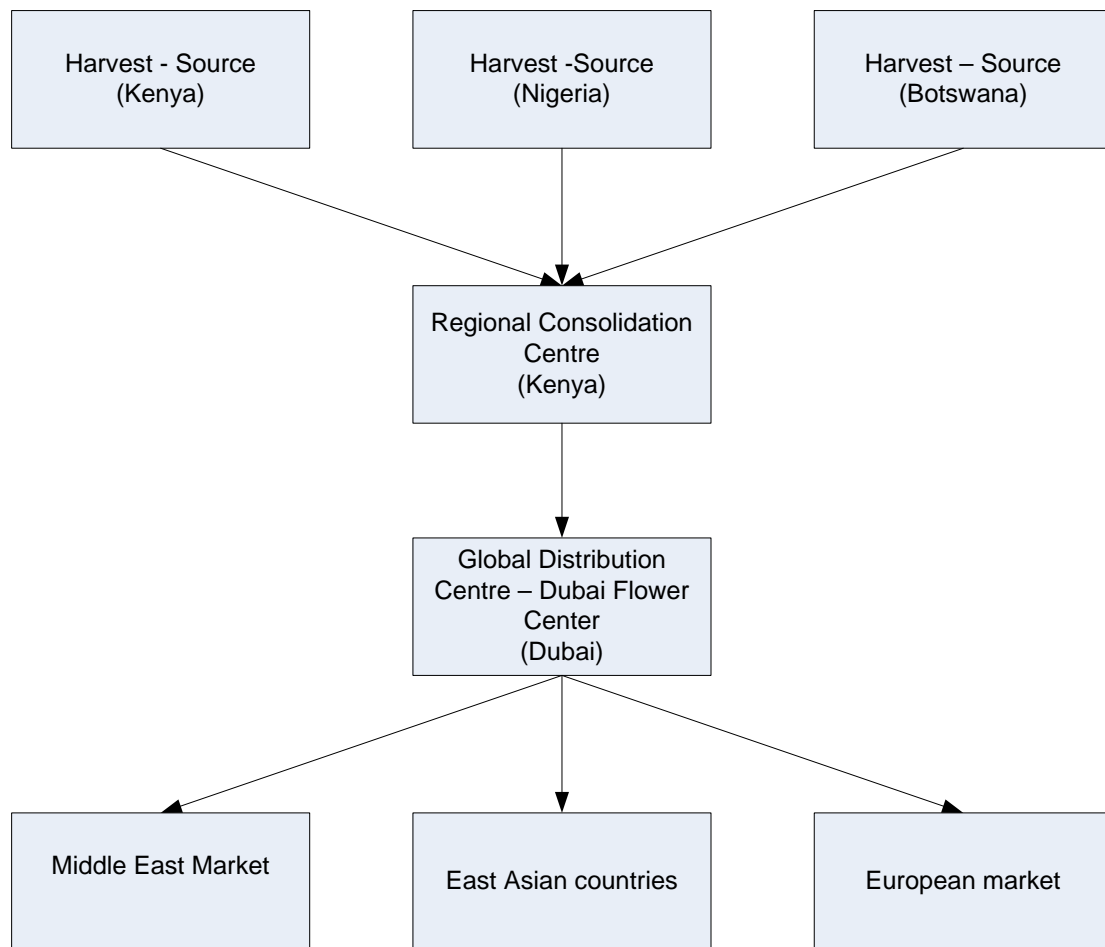 Harvest - Source
(Kenya)
Harvest -Source
(Nigeria)
Harvest – Source
(Botswana)
Regional Consolidation
Centre
(Kenya)
Global Distribution
Centre – Dubai Flower
Center
(Dubai)
Middle East Market
East Asian countries
European market